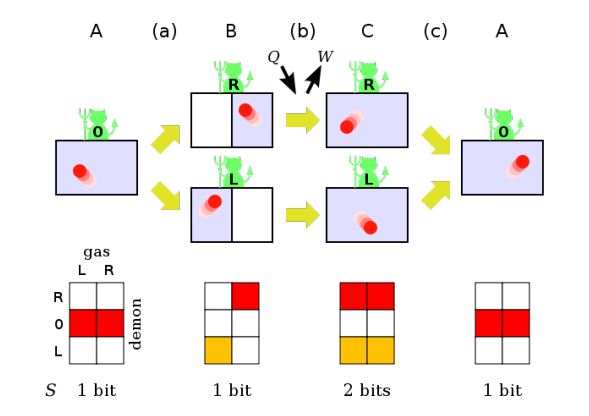 A (a) B (b) C (c) A
Q W
R R
0 0
L L
gas
L R
R
0
L
demon
S 1 bit 1 bit 2 bits 1 bit